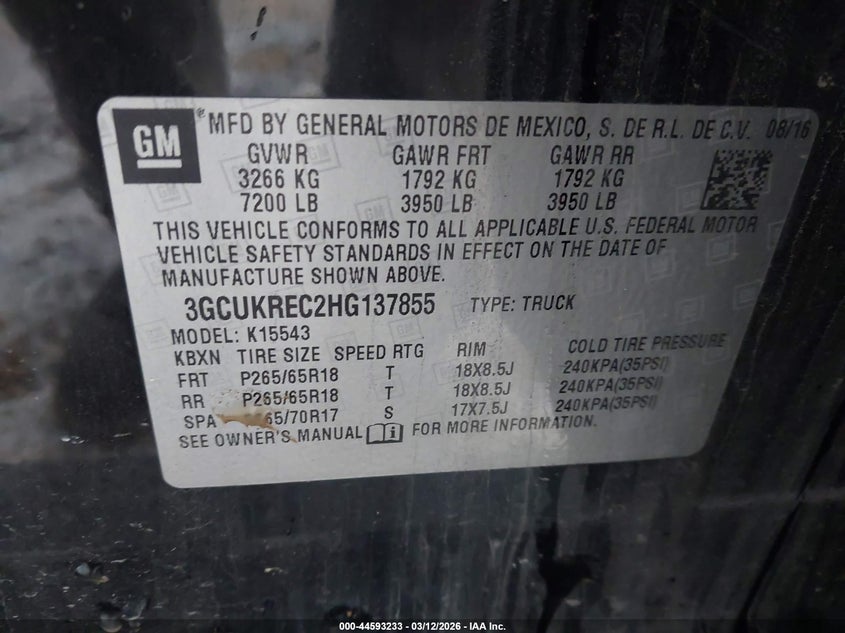 GM ® MFD BY GENERAL MOTORS DE MEXICO, S. DE R.L. DE C.V. 08/16
GVWR GAWR FRT GAWR RR
3266 KG 1792 KG 1792 KG
7200 LB 3950 LB 3950 LB
THIS VEHICLE CONFORMS TO ALL APPLICABLE U.S. FEDERAL MOTOR
VEHICLE SAFETY STANDARDS IN EFFECT ON THE DATE OF
MANUFACTURE SHOWN ABOVE.
3GCUKREC2HG137855 TYPE: TRUCK
MODEL: K15543
KBXN TIRE SIZE SPEED RTG RIM COLD TIRE PRESSURE
FRT P265/65R18 T 18X8.5J 240KPA(35PSI)
RR P265/65R18 T 18X8.5J 240KPA(35PSI)
SPA 65/70R17 S 17X7.5J 240KPA(35PSI)
SEE OWNER'S MANUAL FOR MORE INFORMATION.
000-44593233 - 03/12/2026 - IAA Inc.